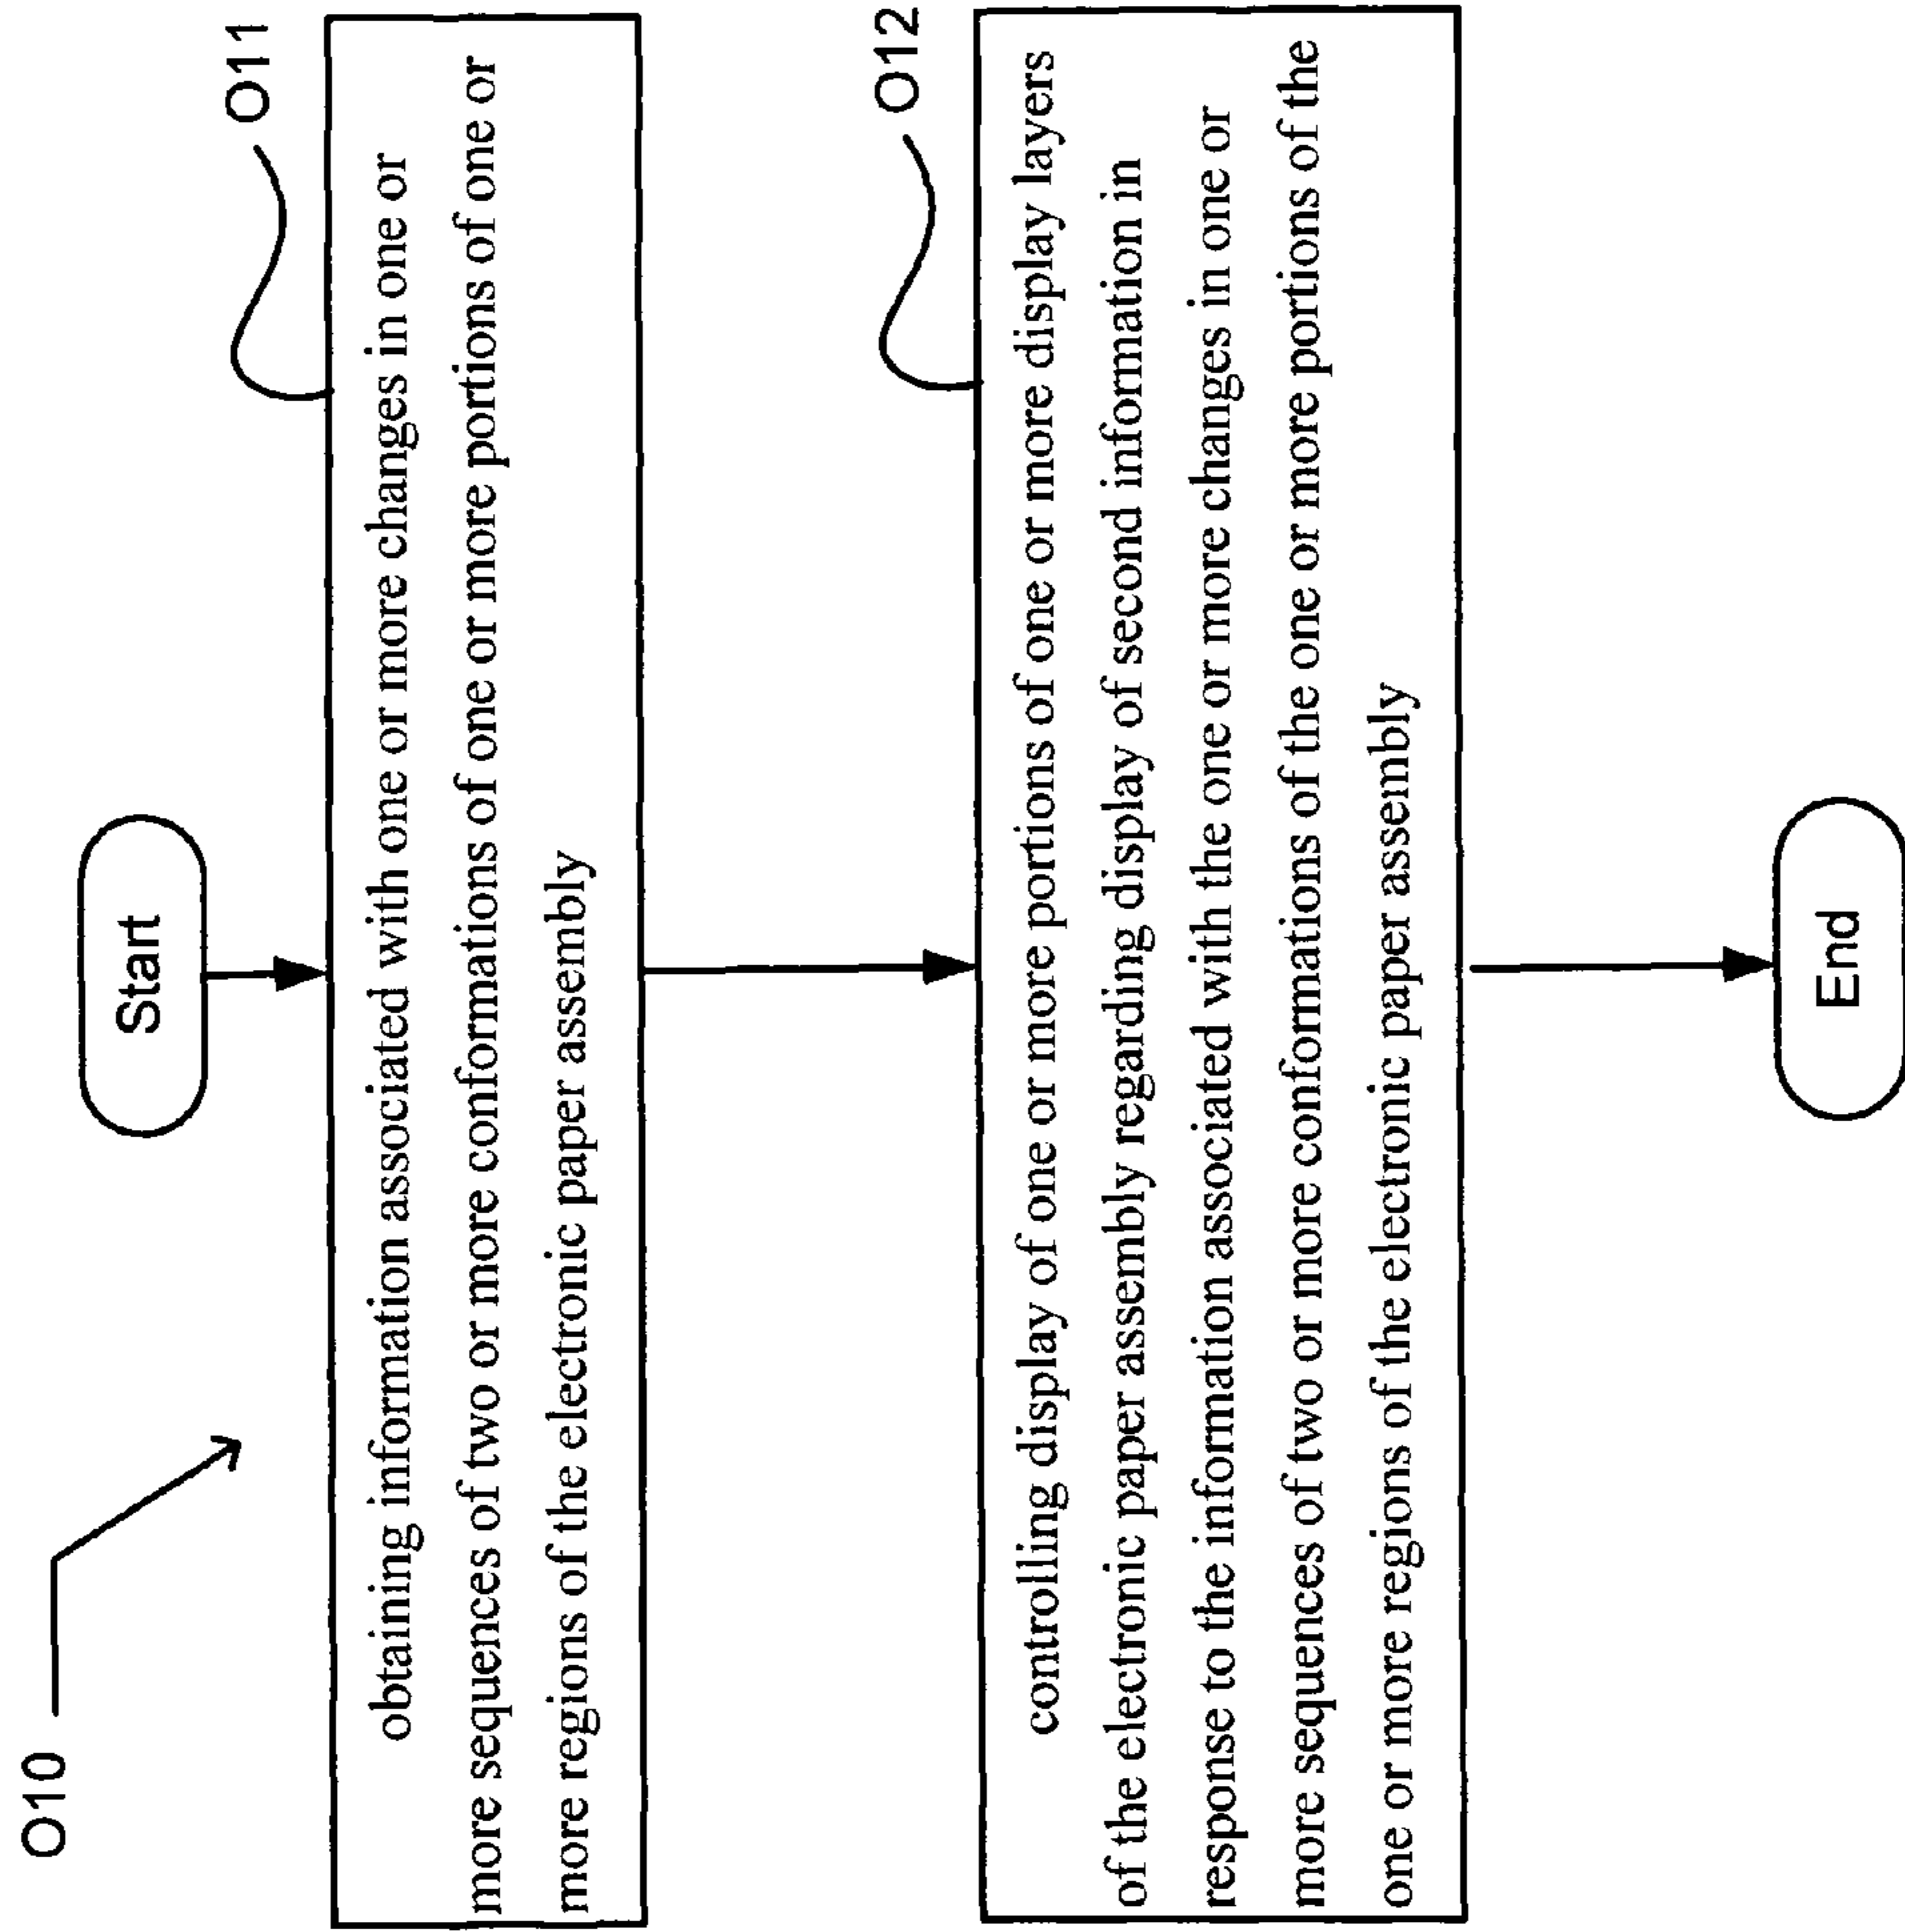 O10
Start
O11
obtaining information associated with one or more changes in one or
more sequences of two or more conformations of one or more portions of one or
more regions of the electronic paper assembly
O12
controlling display of one or more portions of one or more display layers
of the electronic paper assembly regarding display of second information in
response to the information associated with the one or more changes in one or
more sequences of two or more conformations of the one or more portions of the
one or more regions of the electronic paper assembly
End